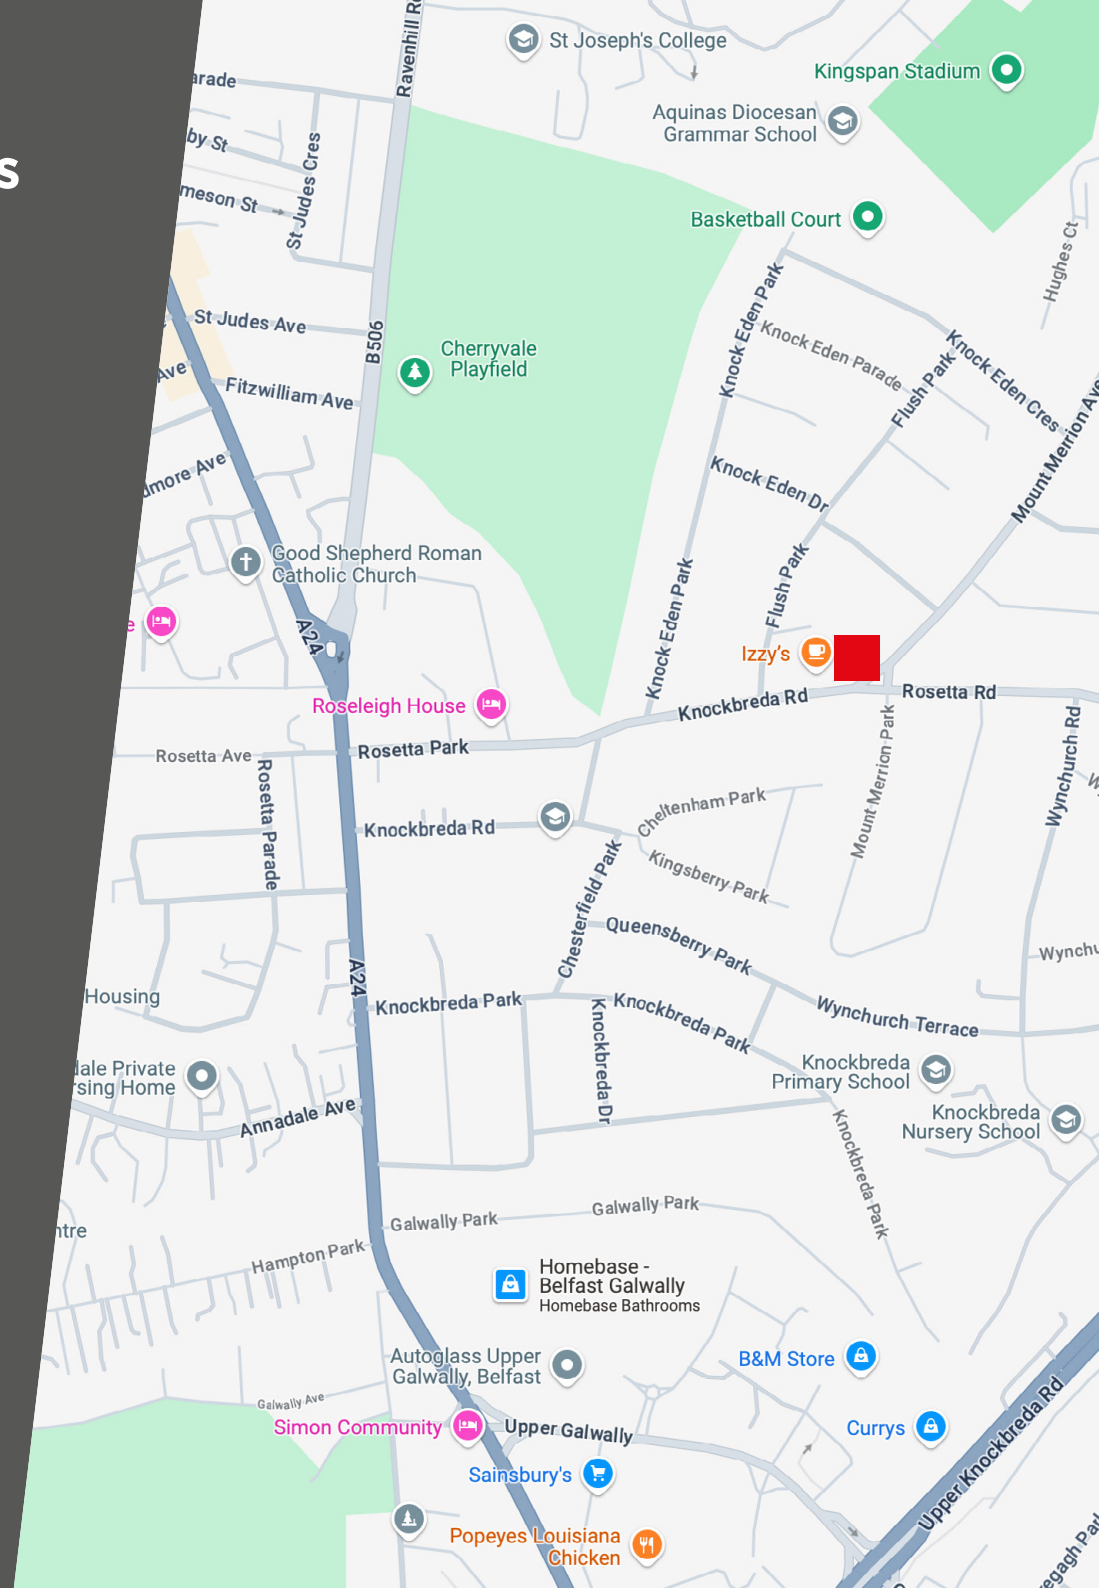 s
Ravenhill
St Joseph's College
Kingspan Stadium
arade
Aquinas Diocesan
Grammar School
by St
St Judes Cres
meson St
Basketball Court
Hughes Ct
Knock Eden Park
St Judes Ave
B506
Cherryvale
Playfield
Knock Eden Parade
Knock Eden Cres
Flush Park
Ave
Fitzwilliam Ave
Mount Merrion Ave
dmore Ave
Knock Eden Dr
Good Shepherd Roman
Catholic Church
Flush Park
Knock Eden Park
e
A24
Izzy's
Roseleigh House
Knockbreda Rd
Rosetta Rd
Rosetta Ave
Rosetta Park
Mount Merrion Park
Wynchurch Rd
Rosetta Parade
Cheltenham Park
Knockbreda Rd
Kingsberry Park
Chesterfield Park
Queensberry Park
Wynchu
A24
Housing
Knockbreda Park
Knockbreda Park
Wynchurch Terrace
Knockbreda Dr
dale Private
rsing Home
Knockbreda
Primary School
Annadale Ave
Knockbreda
Nursery School
Knockbreda Park
Galwally Park
Galwally Park
ntre
Hampton Park
Homebase -
Belfast Galwally
Homebase Bathrooms
Autoglass Upper
Galwally, Belfast
B&M Store
Galwally Ave
Simon Community
Upper Galwally
Currys
Upper Knockbreda Rd
Sainsbury's
Popeyes Louisiana
Chicken